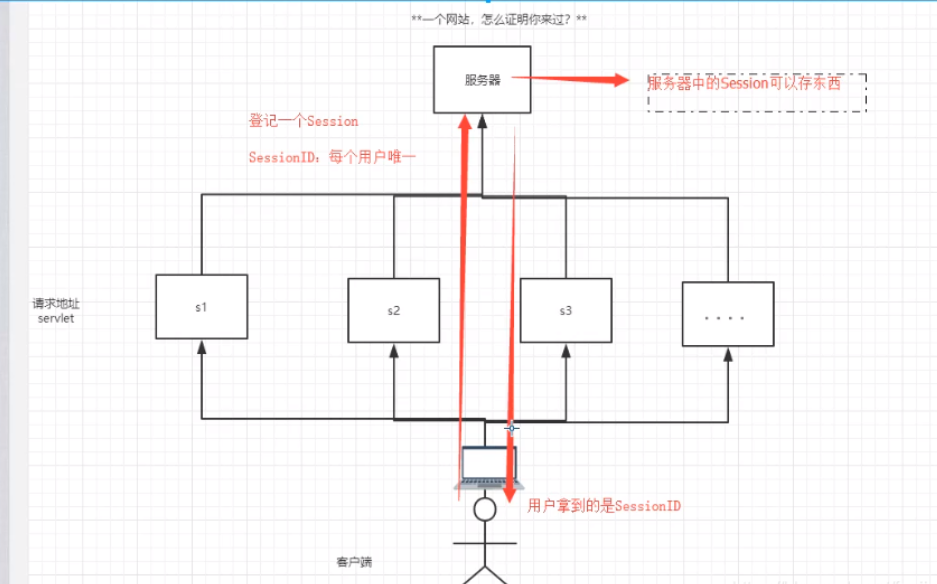 **一个网站，怎么证明你来过？**
服务器
服务器中的Session可以存东西
登记一个Session
SessionID：每个用户唯一
请求地址
servlet
s1
s2
s3
....
用户拿到的是SessionID
客户端